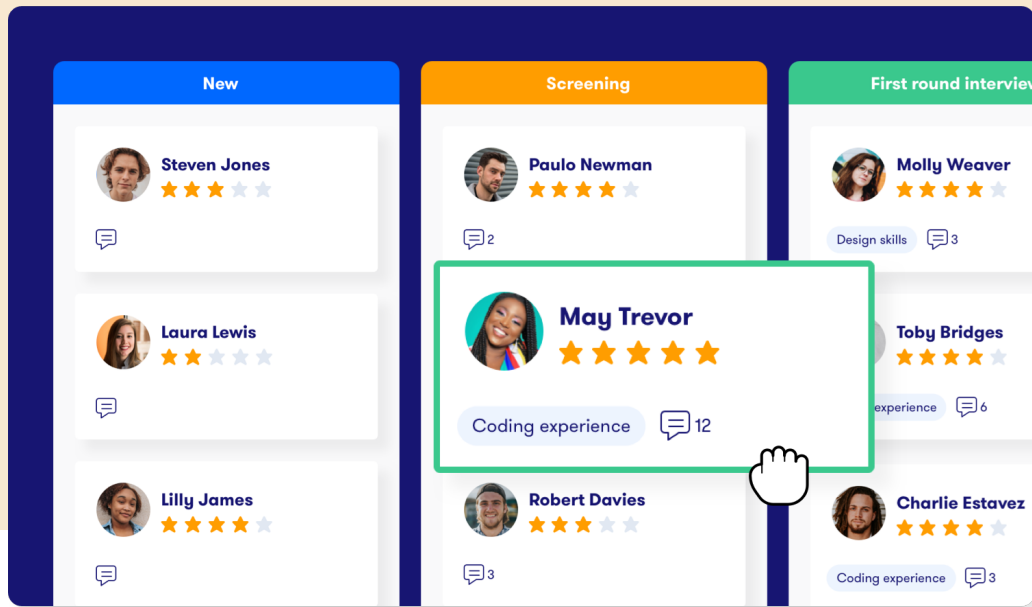 New
Steven Jones
Laura Lewis
Lilly James
Screening
Paulo Newman
2
May Trevor
Coding experience 12
Robert Davies
3
First round interview
Molly Weaver
Design skills 3
Toby Bridges
experience 6
Charlie Estavez
Coding experience 3